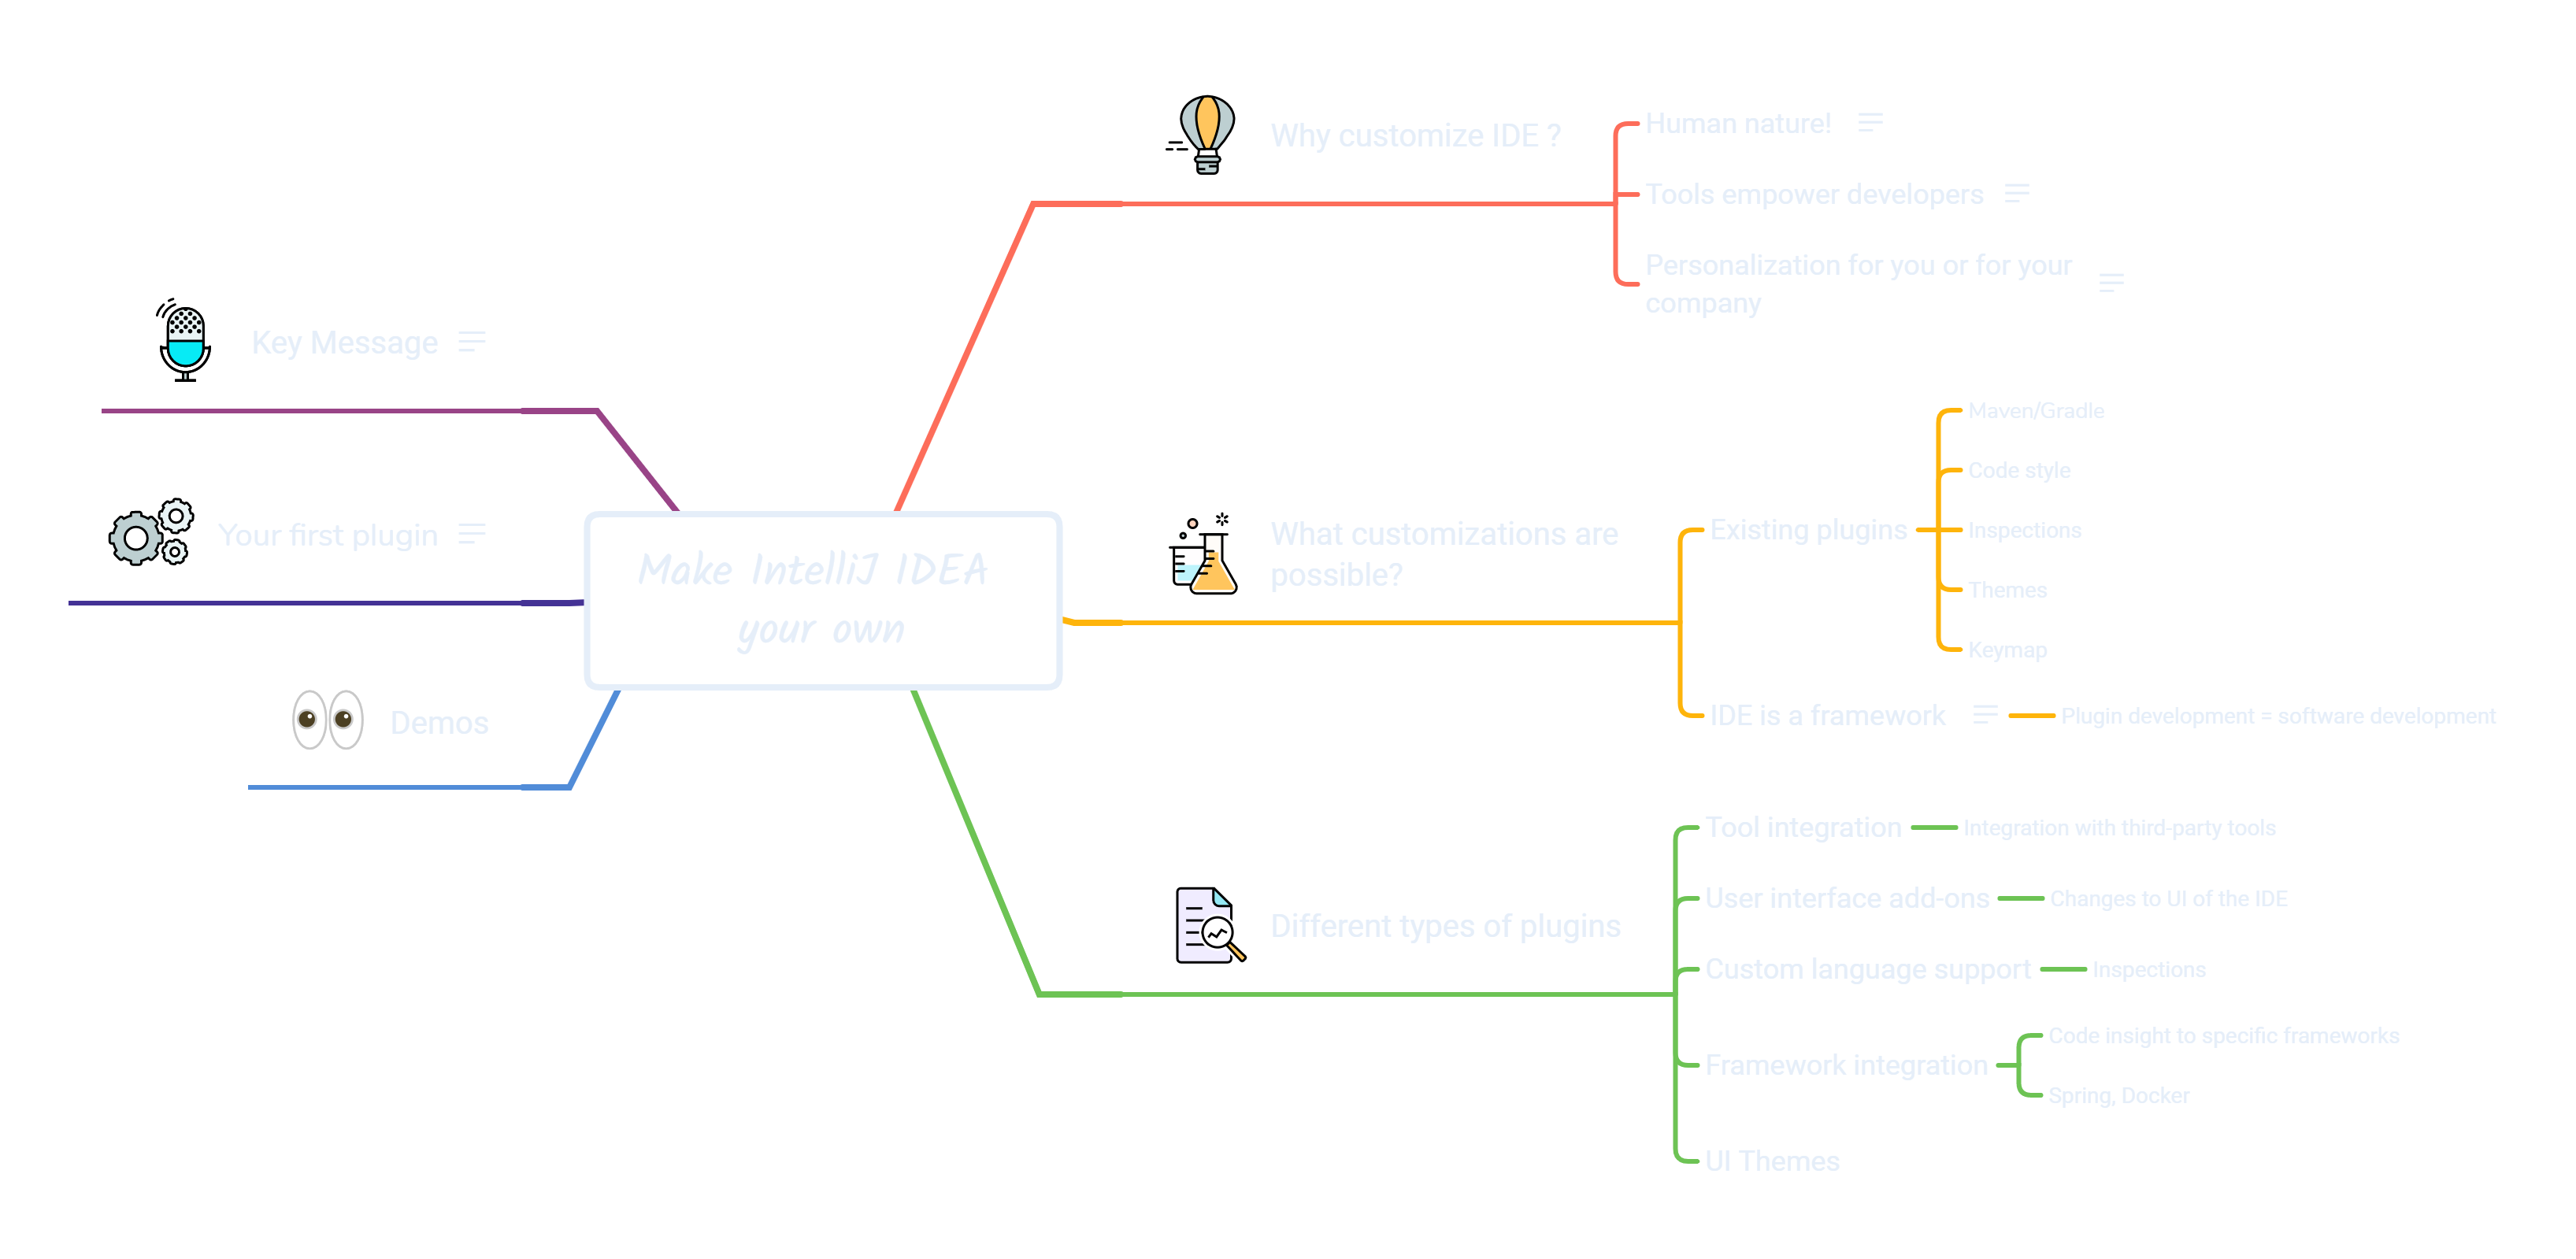 Make IntelliJ IDEA
your own
Why customize IDE ?
Human nature!
Tools empower developers
Personalization for you or for your
company
What customizations are
possible?
Existing plugins
Maven/Gradle
Code style
Inspections
Themes
Keymap
IDE is a framework
Plugin development = software development
Different types of plugins
Tool integration
Integration with third-party tools
User interface add-ons
Changes to UI of the IDE
Custom language support
Inspections
Framework integration
Code insight to specific frameworks
Spring, Docker
UI Themes
Key Message
Your first plugin
Demos